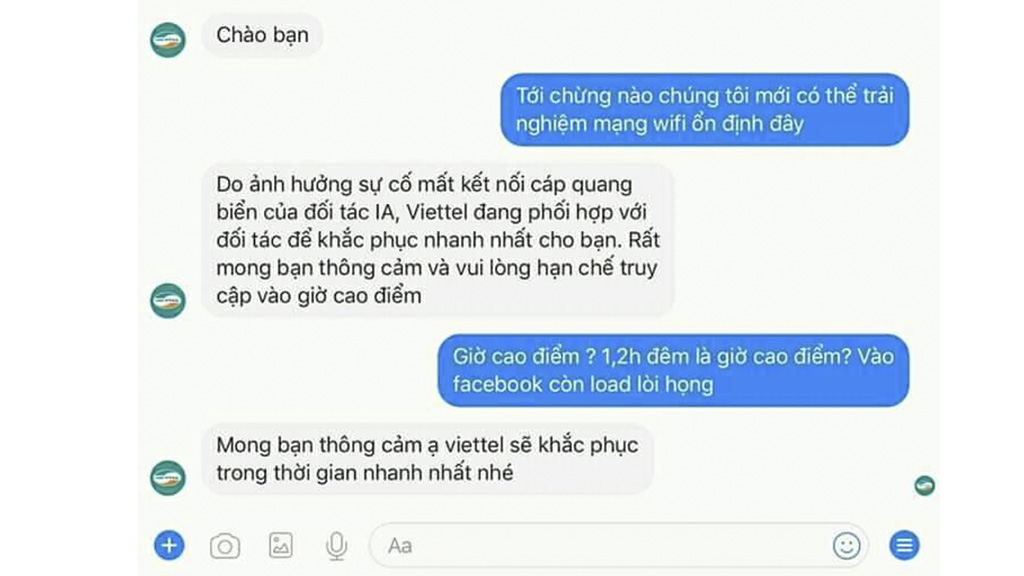 Chào bạn
Tới chừng nào chúng tôi mới có thể trải
nghiệm mạng wifi ổn định đây
Do ảnh hưởng sự cố mất kết nối cáp quang
biển của đối tác IA, Viettel đang phối hợp với
đối tác để khắc phục nhanh nhất cho bạn. Rất
mong bạn thông cảm và vui lòng hạn chế truy
cập vào giờ cao điểm
Giờ cao điểm ? 1,2h đêm là giờ cao điểm? Vào
facebook còn load lòi họng
Mong bạn thông cảm ạ viettel sẽ khắc phục
trong thời gian nhanh nhất nhé
Aa